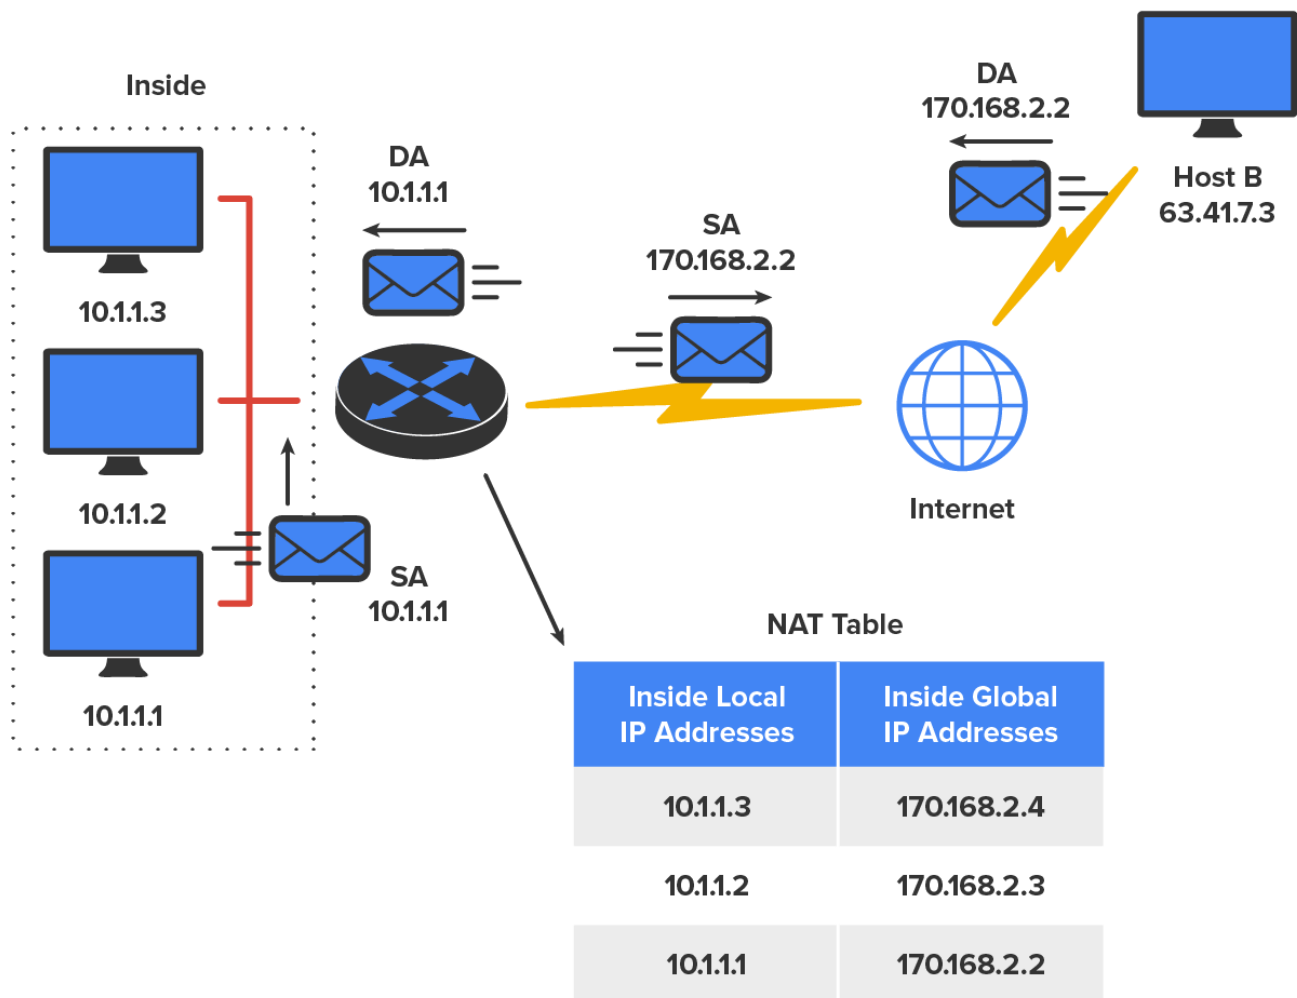 Inside
DA
10.1.1.1
SA
170.168.2.2
DA
170.168.2.2
Host B
63.41.7.3
10.1.1.3
10.1.1.2
10.1.1.1
SA
10.1.1.1
Internet
NAT Table
Inside Local
IP Addresses
Inside Global
IP Addresses
10.1.1.3
170.168.2.4
10.1.1.2
170.168.2.3
10.1.1.1
170.168.2.2